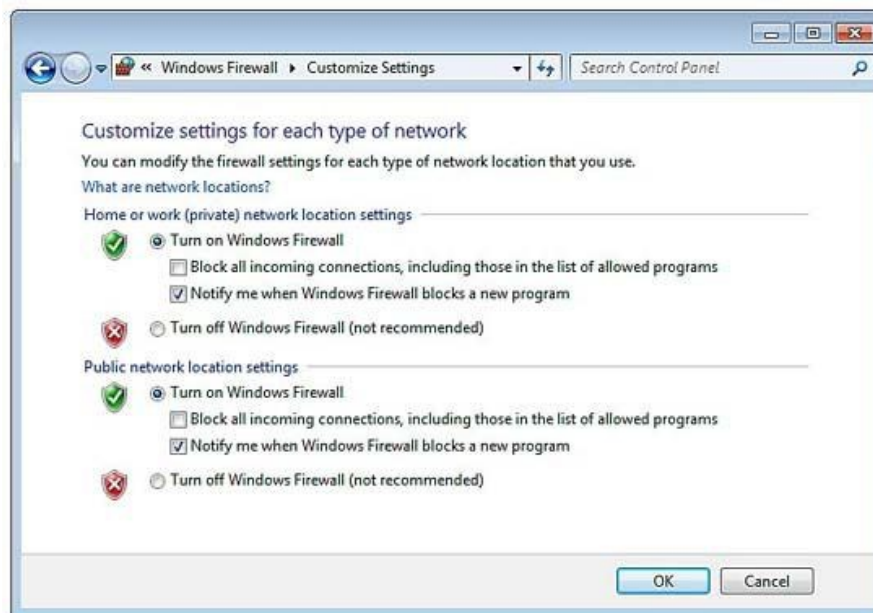 « Windows Firewall ▸ Customize Settings
Search Control Panel
Customize settings for each type of network
You can modify the firewall settings for each type of network location that you use.
What are network locations?
Home or work (private) network location settings
Turn on Windows Firewall
Block all incoming connections, including those in the list of allowed programs
Notify me when Windows Firewall blocks a new program
Turn off Windows Firewall (not recommended)
Public network location settings
Turn on Windows Firewall
Block all incoming connections, including those in the list of allowed programs
Notify me when Windows Firewall blocks a new program
Turn off Windows Firewall (not recommended)
OK
Cancel